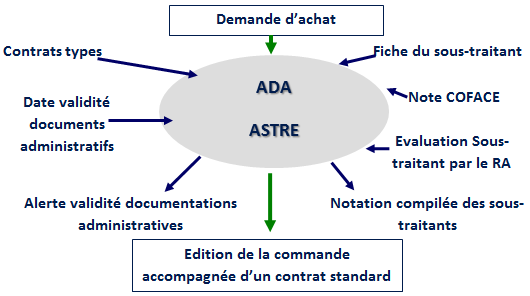 Demande d’achat
Contrats types
Fiche du sous-traitant
ADA
ASTRE
Note COFACE
Date validité
documents
administratifs
Evaluation Sous-
traitant par le RA
Alerte validité documentations
administratives
Notation compilée des sous-
traitants
Edition de la commande
accompagnée d’un contrat standard